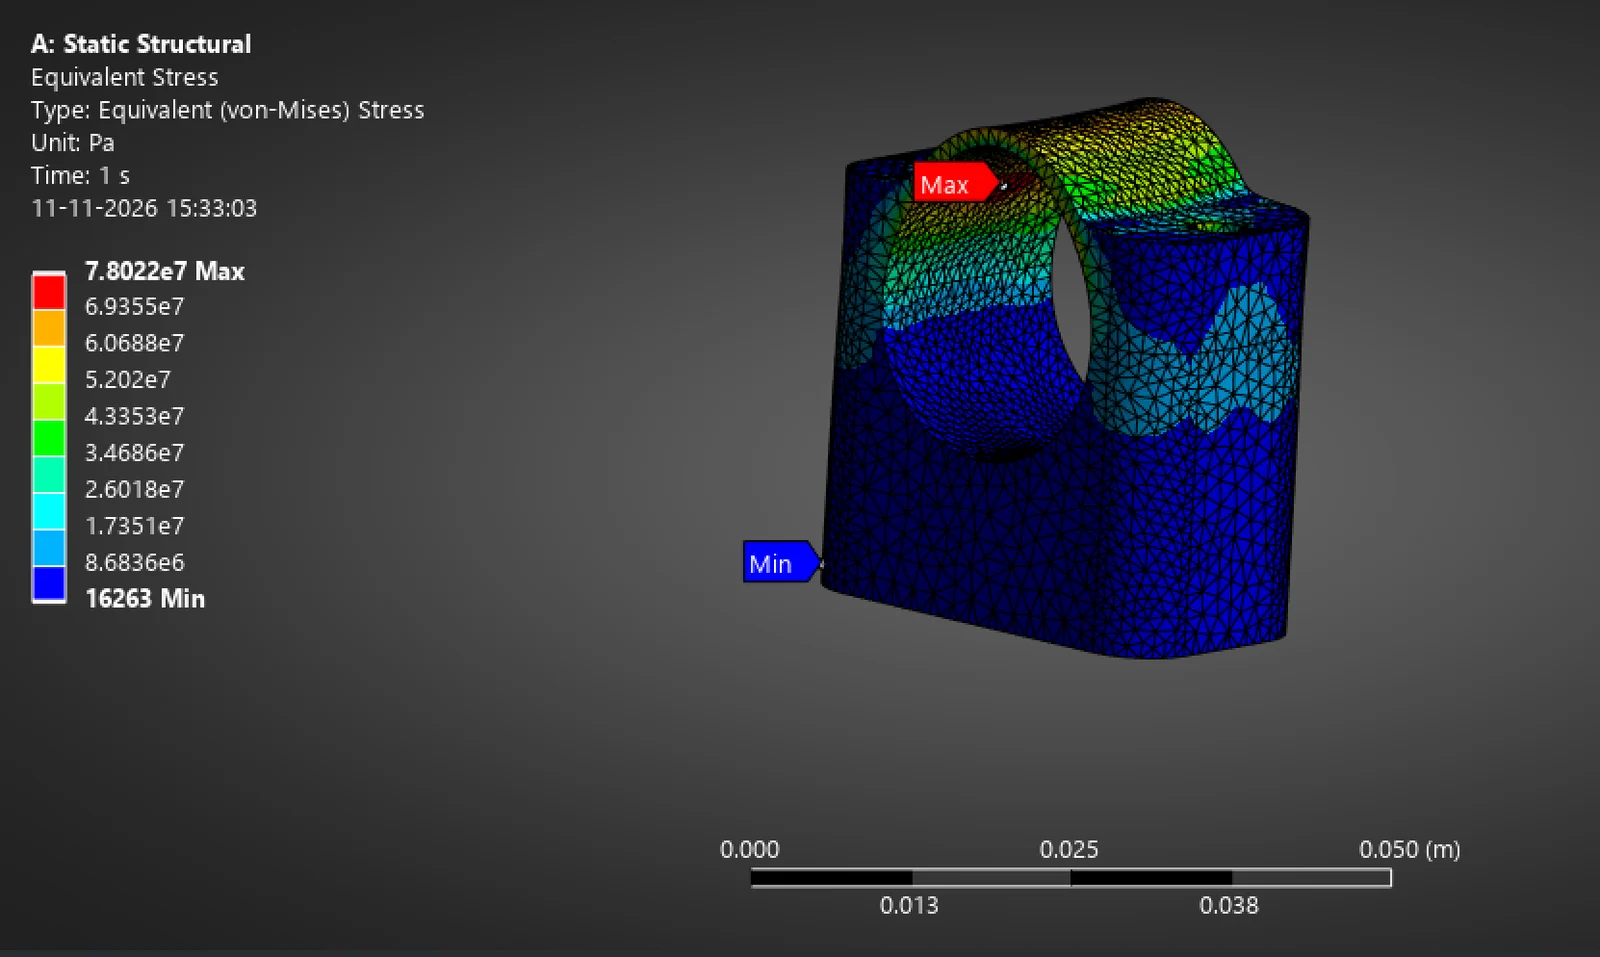 A: Static Structural
Equivalent Stress
Type: Equivalent (von-Mises) Stress
Unit: Pa
Time: 1 s
11-11-2026 15:33:03
7.8022e7 Max
6.9355e7
6.0688e7
5.202e7
4.3353e7
3.4686e7
2.6018e7
1.7351e7
8.6836e6
16263 Min
Max
Min
0.000 0.025 0.050 (m)
0.013 0.038